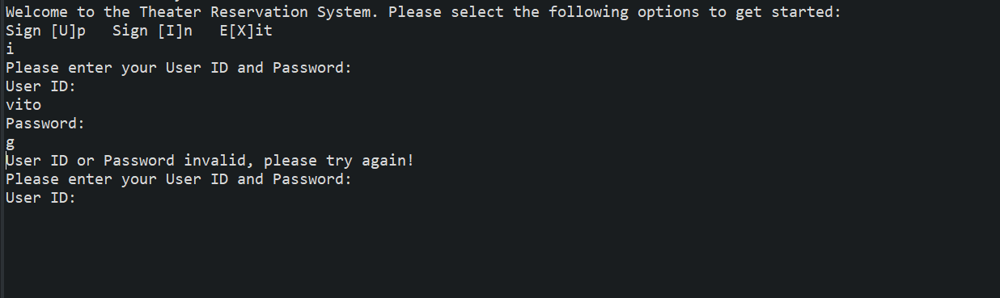 Welcome to the Theater Reservation System. Please select the following options to get started:
Sign [U]p   Sign [I]n   E[X]it
i
Please enter your User ID and Password:
User ID:
vito
Password:
g
User ID or Password invalid, please try again!
Please enter your User ID and Password:
User ID: